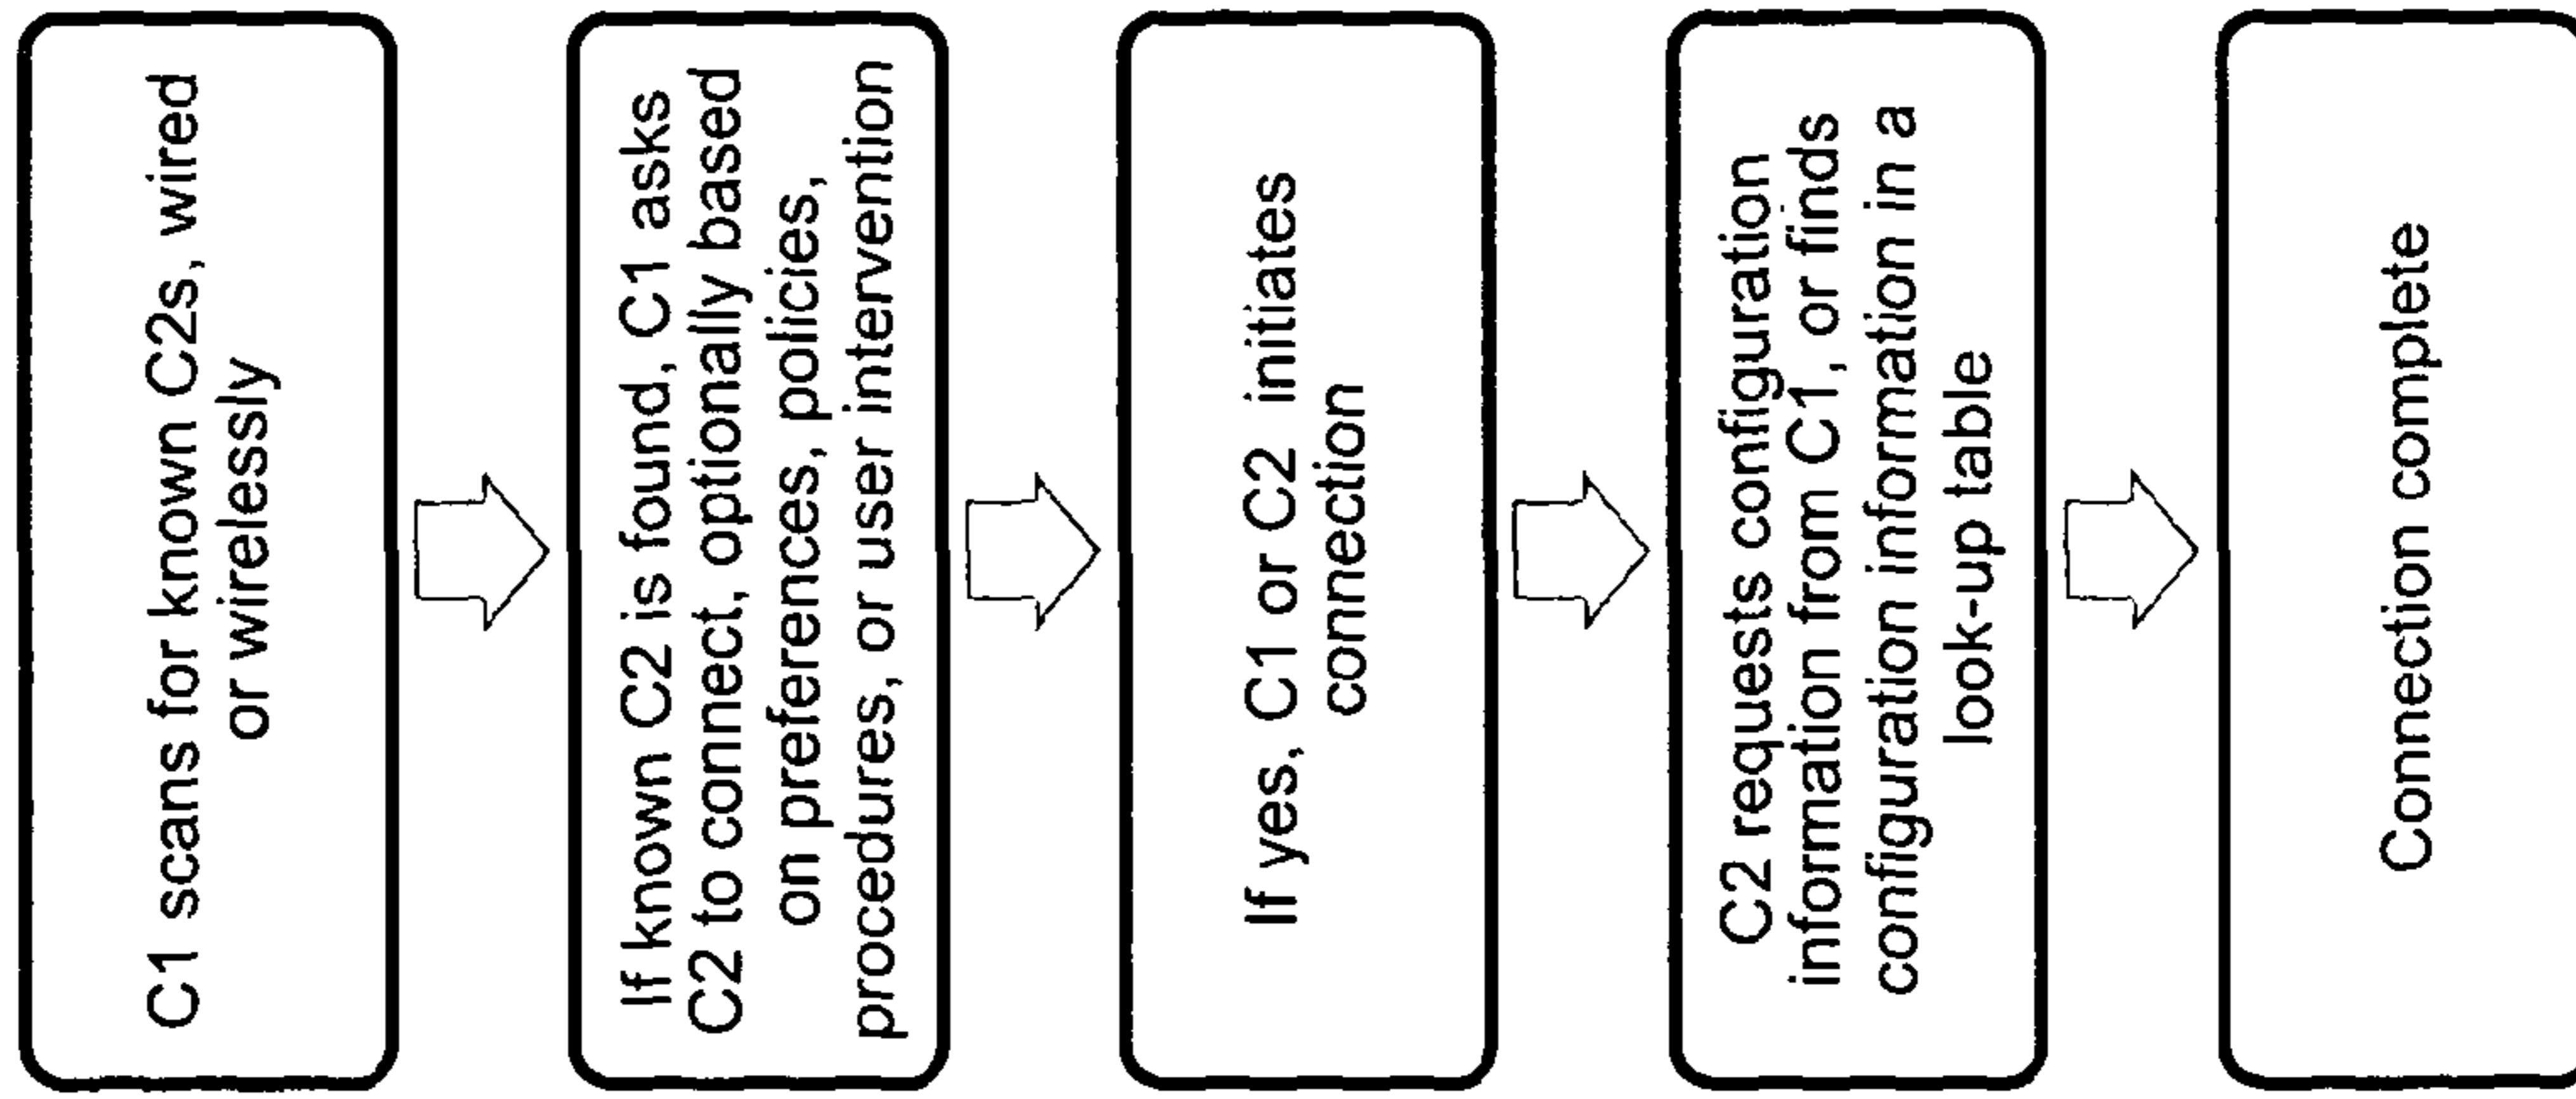 C1 scans for known C2s, wired
or wirelessly
If known C2 is found, C1 asks
C2 to connect, optionally based
on preferences, policies,
procedures, or user intervention
If yes, C1 or C2 initiates
connection
C2 requests configuration
information from C1, or finds
configuration information in a
look-up table
Connection complete